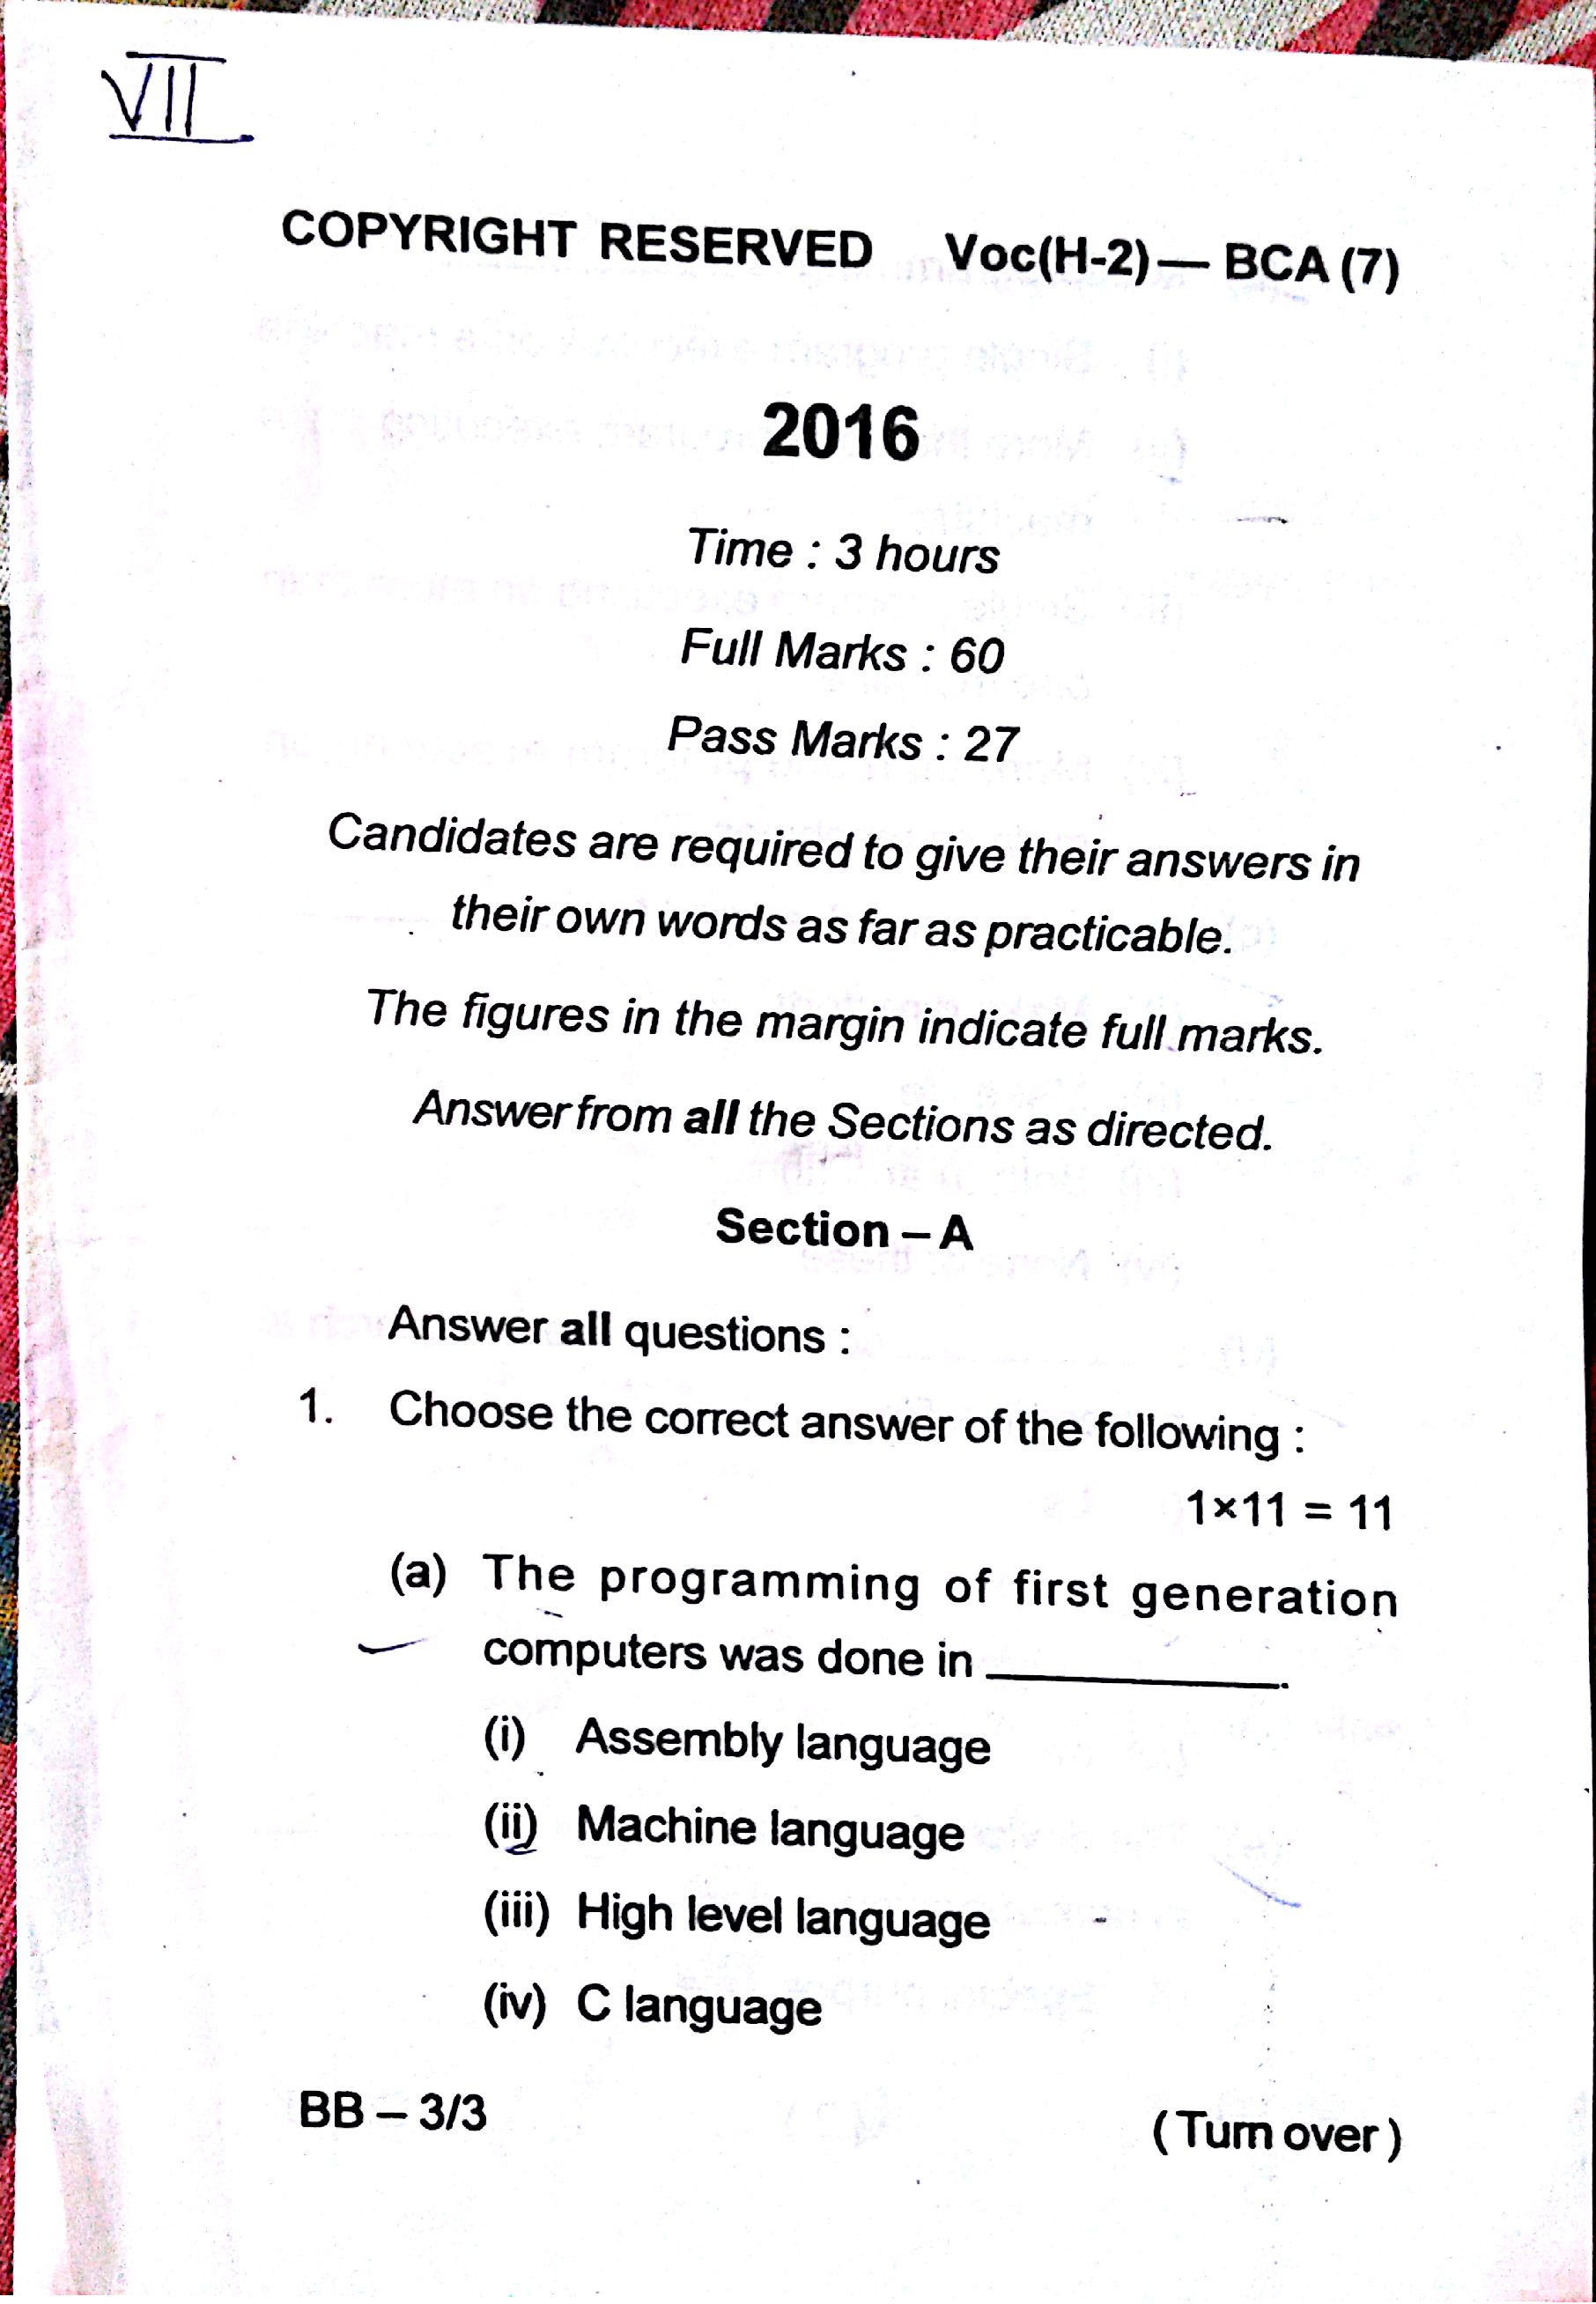 VII
COPYRIGHT RESERVED Voc(H-2)— BCA (7)
2016
Time : 3 hours
Full Marks : 60
Pass Marks : 27
Candidates are required to give their answers in
their own words as far as practicable.
The figures in the margin indicate full marks.
Answer from all the Sections as directed.
Section – A
Answer all questions :
1. Choose the correct answer of the following :
1×11 = 11
(a) The programming of first generation
computers was done in __________.
(i) Assembly language
(ii) Machine language
(iii) High level language
(iv) C language
BB – 3/3 (Turn over)